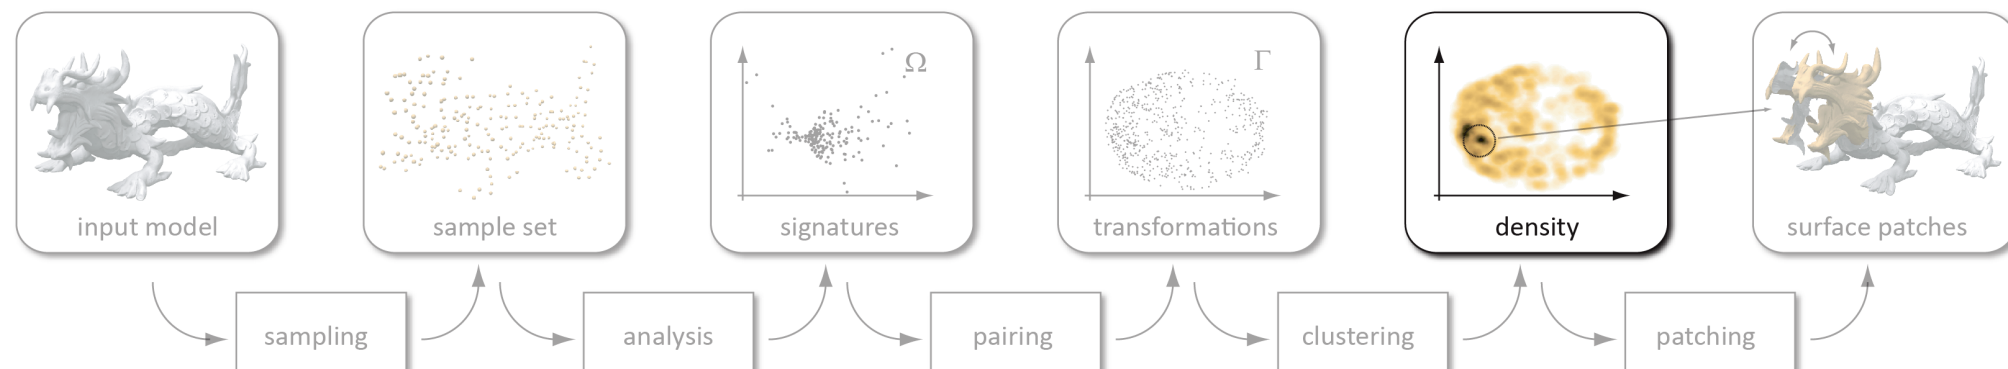 Ω
Γ
input model
sample set
signatures
transformations
density
surface patches
sampling
analysis
pairing
clustering
patching